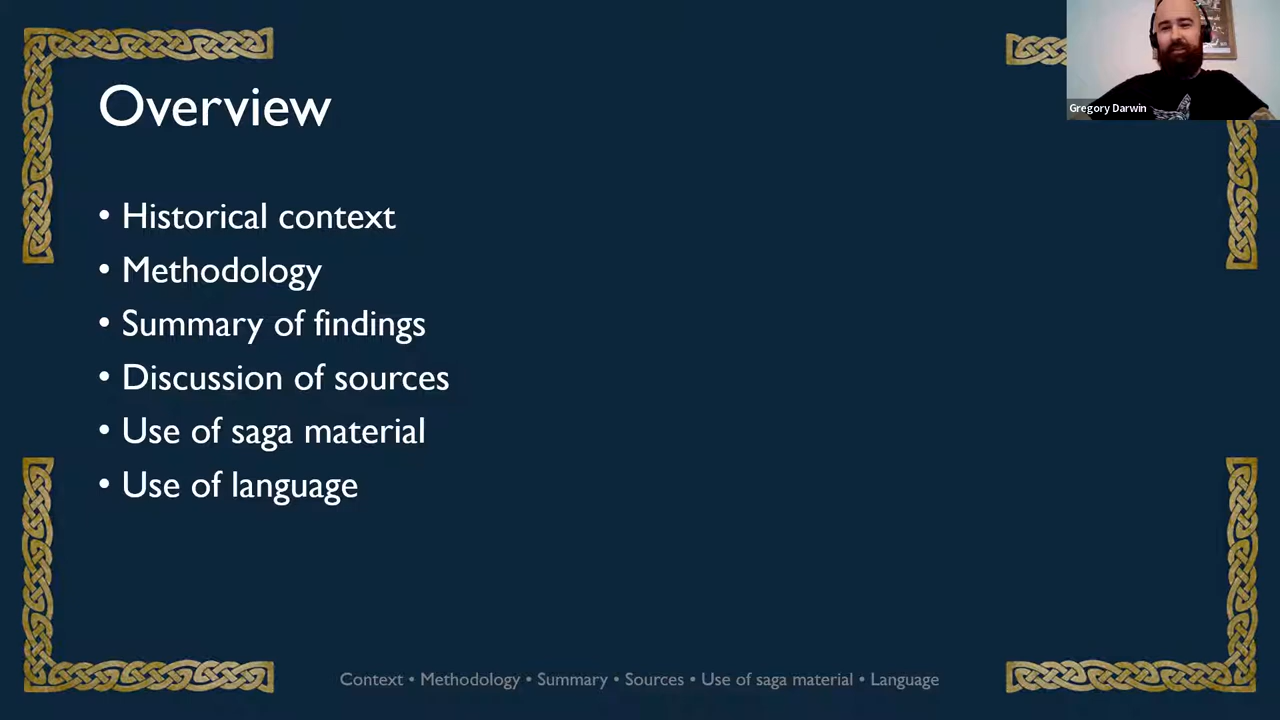 Overview
Gregory Darwin
• Historical context
• Methodology
• Summary of findings
• Discussion of sources
• Use of saga material
• Use of language
Context • Methodology • Summary • Sources • Use of saga material • Language